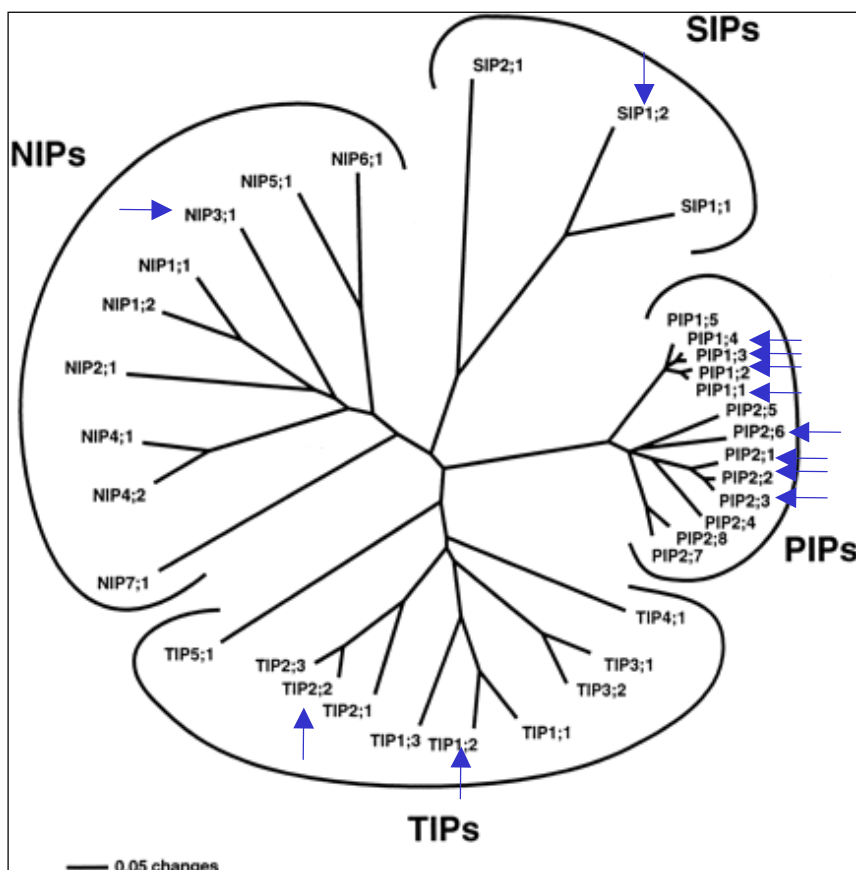 SIPs
SIP2;1
SIP1;2
SIP1;1
NIPs
NIP6;1
NIP5;1
NIP3;1
NIP1;1
NIP1;2
NIP2;1
NIP4;1
NIP4;2
NIP7;1
PIP1;5
PIP1;4
PIP1;3
PIP1;2
PIP1;1
PIP2;5
PIP2;6
PIP2;1
PIP2;2
PIP2;3
PIP2;4
PIP2;8
PIP2;7
PIPs
TIP5;1
TIP2;3
TIP2;2
TIP2;1
TIP1;3
TIP1;2
TIP1;1
TIP3;2
TIP3;1
TIP4;1
TIPs
0.05 changes